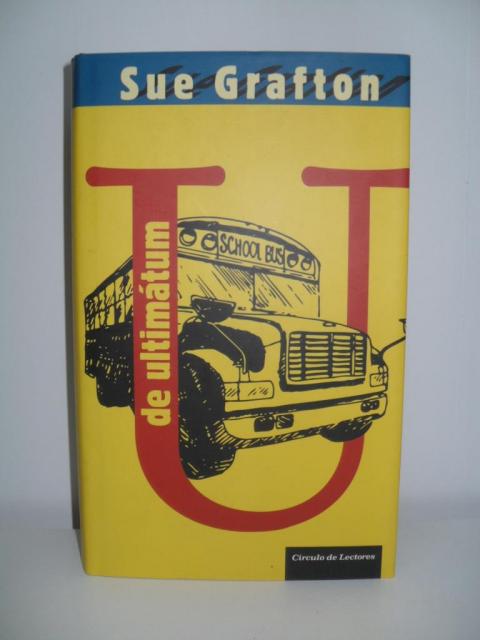 Sue Grafton
U
de ultimátum
SCHOOL BUS
Círculo de Lectores